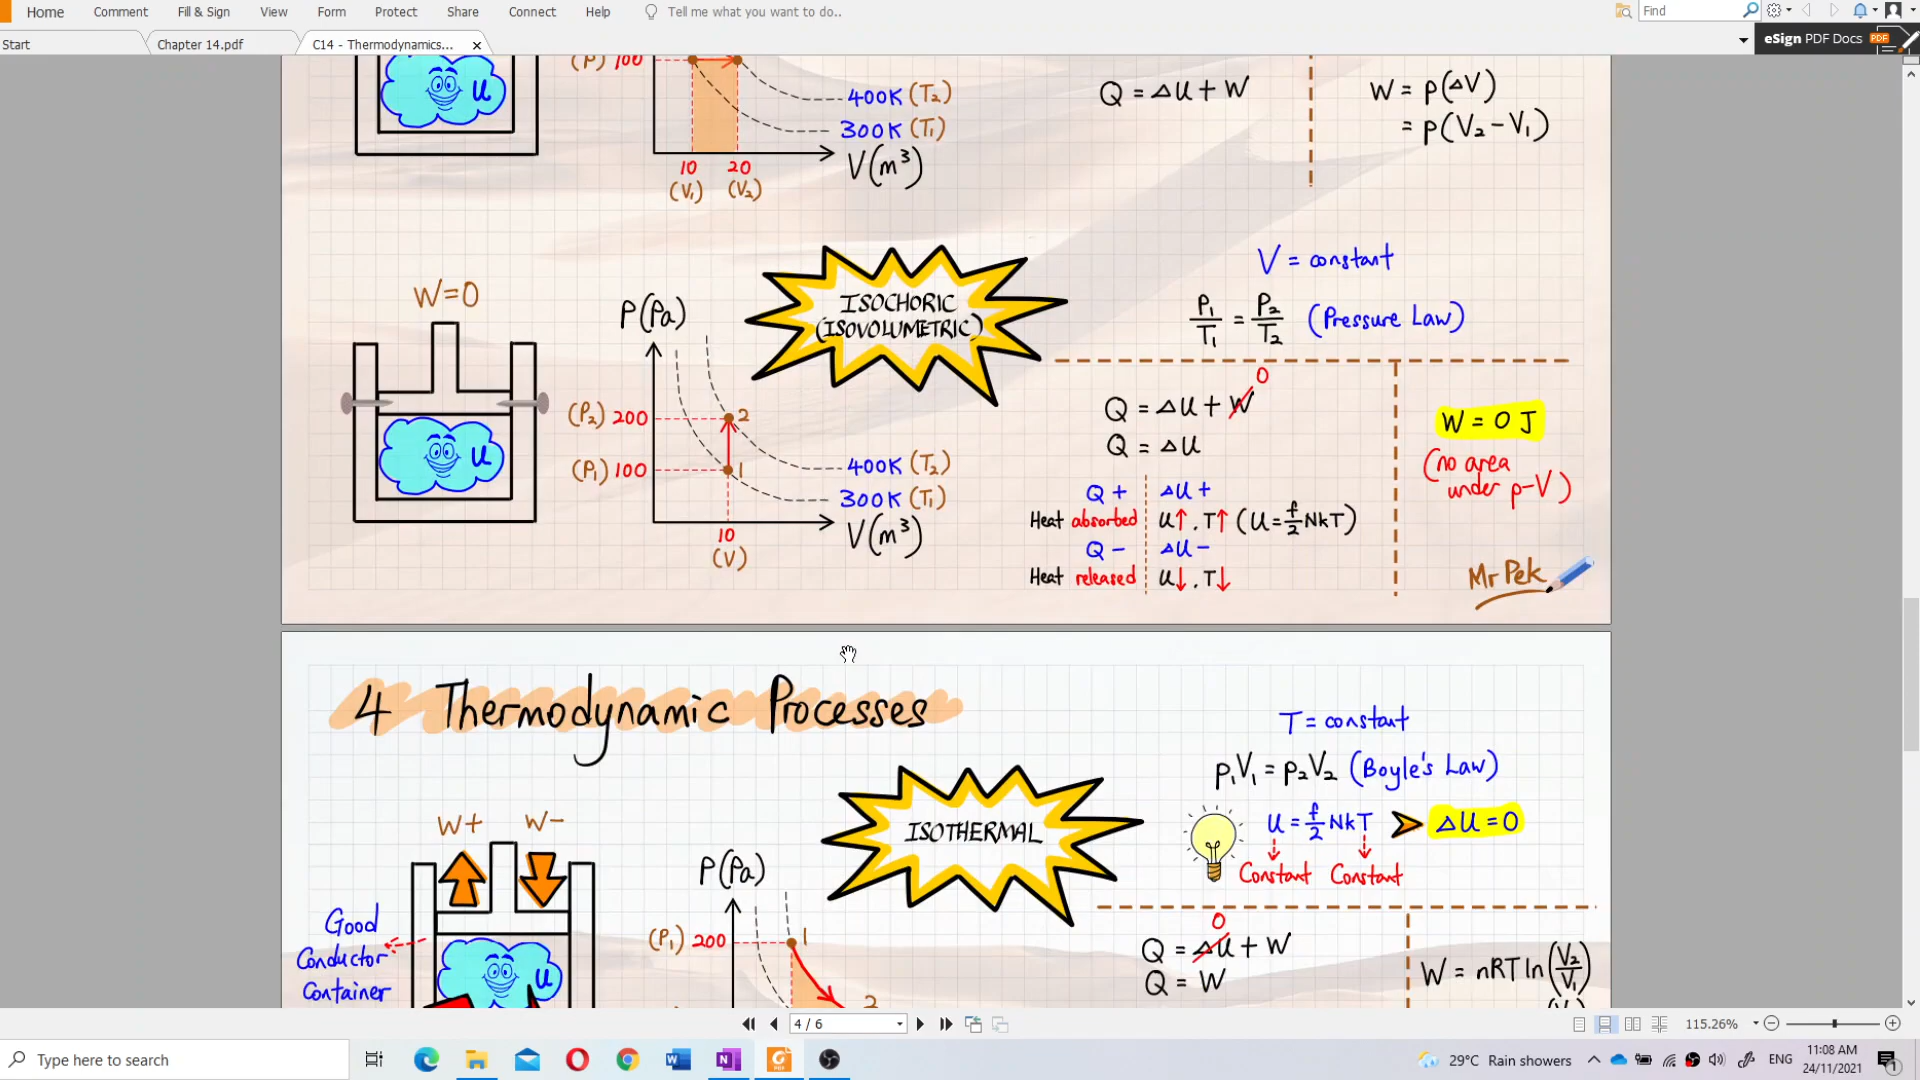 Home Comment Fill & Sign View Form Protect Share Connect Help Tell me what you want to do.. Find
Start Chapter 14.pdf C14 - Thermodynamics... × eSign PDF Docs PDF
(P) 100
U
400K (T₂)
300K (T₁)
10 20
(V₁) (V₂)
V(m³)
Q = ΔU + W
W = p(ΔV)
= p(V₂ - V₁)
W=0
U
P(Pa)
ISOCHORIC
(ISOVOLUMETRIC)
(P₂) 200 2
(P₁) 100 1
400K (T₂)
300K (T₁)
10
(V)
V(m³)
V = constant
P₁/T₁ = P₂/T₂ (Pressure Law)
0
Q = ΔU + W
Q = ΔU
Q + ΔU +
Heat absorbed U↑ . T↑ (U = f/2 NkT)
Q - ΔU -
Heat released U↓ . T↓
W = 0 J
(no area
under p-V)
Mr Pek
4 Thermodynamic Processes
W+ W-
Good
Conductor
Container
U
P(Pa)
ISOTHERMAL
(P₁) 200 1
2
T = constant
p₁V₁ = p₂V₂ (Boyle's Law)
U = f/2 NkT ΔU = 0
Constant Constant
0
Q = ΔU + W
Q = W
W = nRT ln(V₂/V₁)
4 / 6
115.26%
Type here to search
29°C Rain showers
ENG
11:08 AM
24/11/2021
1